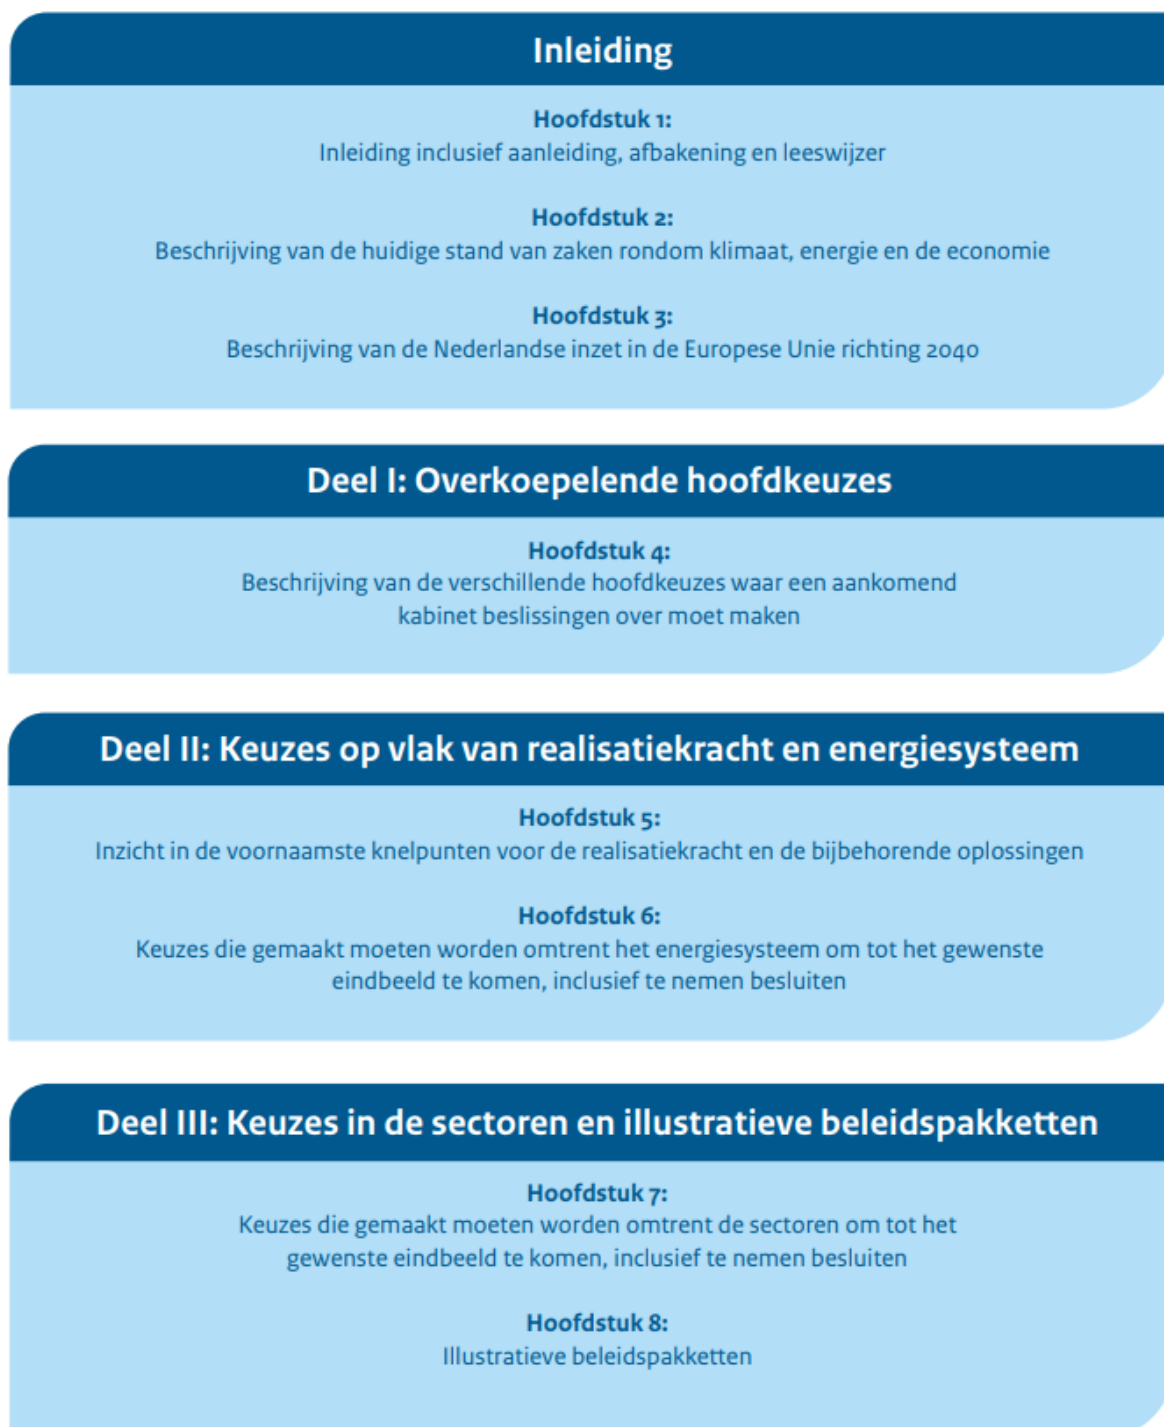 Inleiding
Hoofdstuk 1:
Inleiding inclusief aanleiding, afbakening en leeswijzer
Hoofdstuk 2:
Beschrijving van de huidige stand van zaken rondom klimaat, energie en de economie
Hoofdstuk 3:
Beschrijving van de Nederlandse inzet in de Europese Unie richting 2040
Deel I: Overkoepelende hoofdkeuzes
Hoofdstuk 4:
Beschrijving van de verschillende hoofdkeuzes waar een aankomend
kabinet beslissingen over moet maken
Deel II: Keuzes op vlak van realisatiekracht en energiesysteem
Hoofdstuk 5:
Inzicht in de voornaamste knelpunten voor de realisatiekracht en de bijbehorende oplossingen
Hoofdstuk 6:
Keuzes die gemaakt moeten worden omtrent het energiesysteem om tot het gewenste
eindbeeld te komen, inclusief te nemen besluiten
Deel III: Keuzes in de sectoren en illustratieve beleidspakketten
Hoofdstuk 7:
Keuzes die gemaakt moeten worden omtrent de sectoren om tot het
gewenste eindbeeld te komen, inclusief te nemen besluiten
Hoofdstuk 8:
Illustratieve beleidspakketten